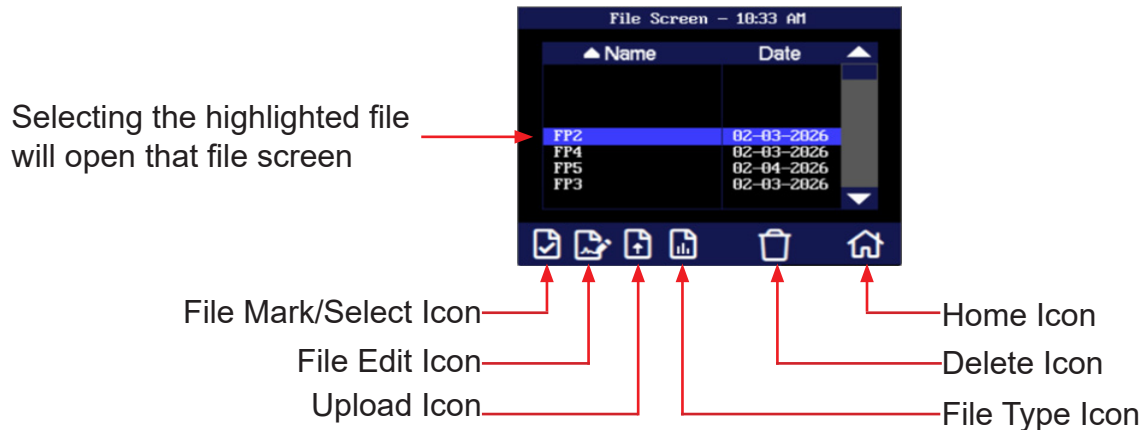 File Screen - 10:33 AM
Name Date
Selecting the highlighted file
will open that file screen
FP2 02-03-2026
FP4 02-03-2026
FP5 02-04-2026
FP3 02-03-2026
File Mark/Select Icon
Home Icon
File Edit Icon
Delete Icon
Upload Icon
File Type Icon